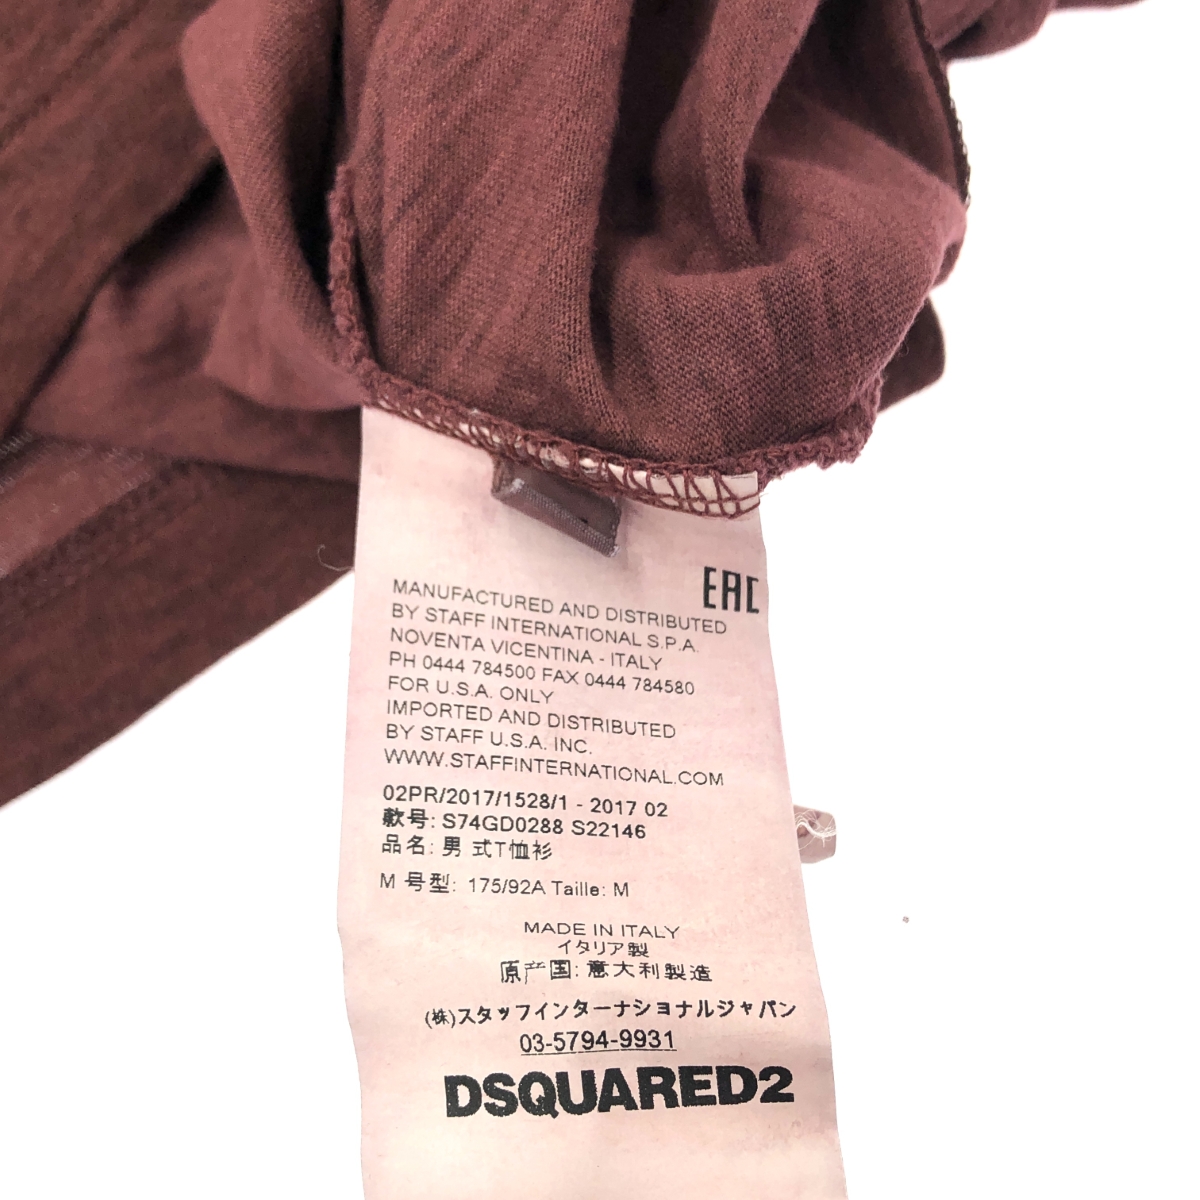 EAC
MANUFACTURED AND DISTRIBUTED
BY STAFF INTERNATIONAL S.P.A.
NOVENTA VICENTINA - ITALY
PH 0444 784500 FAX 0444 784580
FOR U.S.A. ONLY
IMPORTED AND DISTRIBUTED
BY STAFF U.S.A. INC.
WWW.STAFFINTERNATIONAL.COM
02PR/2017/1528/1 - 2017 02
款号: S74GD0288 S22146
品名: 男 式T恤衫
M 号型: 175/92A Taille: M
MADE IN ITALY
イタリア製
原产国: 意大利製造
(株)スタッフインターナショナルジャパン
03-5794-9931
DSQUARED2